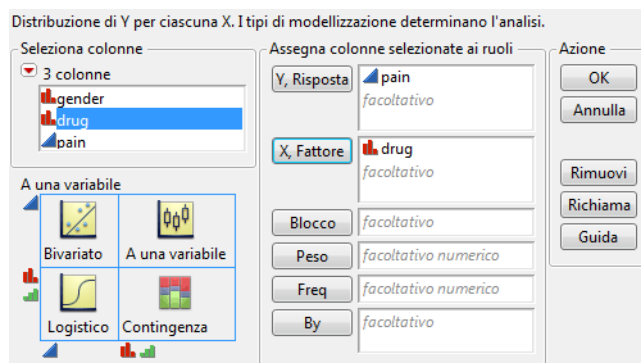 Distribuzione di Y per ciascuna X. I tipi di modellizzazione determinano l'analisi.
Seleziona colonne
3 colonne
gender
drug
pain
A una variabile
Bivariato
A una variabile
Logistico
Contingenza
Assegna colonne selezionate ai ruoli
Y, Risposta
pain
facoltativo
X, Fattore
drug
facoltativo
Blocco
facoltativo
Peso
facoltativo numerico
Freq
facoltativo numerico
By
facoltativo
Azione
OK
Annulla
Rimuovi
Richiama
Guida